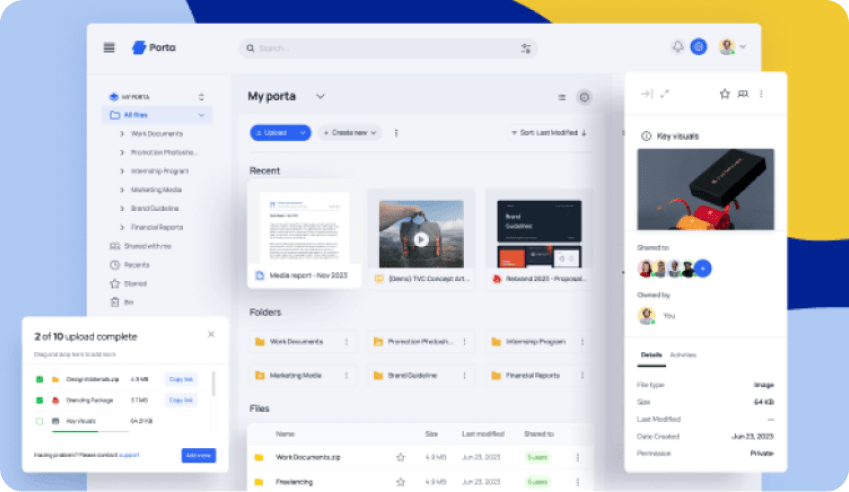 Porta
Search...
MY PORTA
All files
Work Documents
Promotion Photosho...
Internship Program
Marketing Media
Brand Guideline
Financial Reports
Shared with me
Recents
Starred
Bin
My porta
Upload
+ Create new
Sort: Last Modified
Recent
Media report - Nov 2023
(Demo) TVC Concept Art...
Brand
Guidelines
Rebrand 2023 - Proposal...
Folders
Work Documents
Promotion Photosh...
Internship Program
Marketing Media
Brand Guideline
Financial Reports
Files
Name
Size
Last modified
Shared to
Work Documents.zip
4.9 MB
Jun 23, 2023
5 users
Freelancing
4.9 MB
Jun 23, 2023
5 users
2 of 10 upload complete
Drag and drop here to add more
Design Materials.zip
4.9 MB
Copy link
Branding Package
3.7 MB
Copy link
Key Visuals
Having problem? Please contact support
Add more
Key visuals
Shared to
Owned by
You
Details
Activities
File type
Image
Size
64 KB
Last Modified
—
Date Created
Jun 23, 2023
Permission
Private